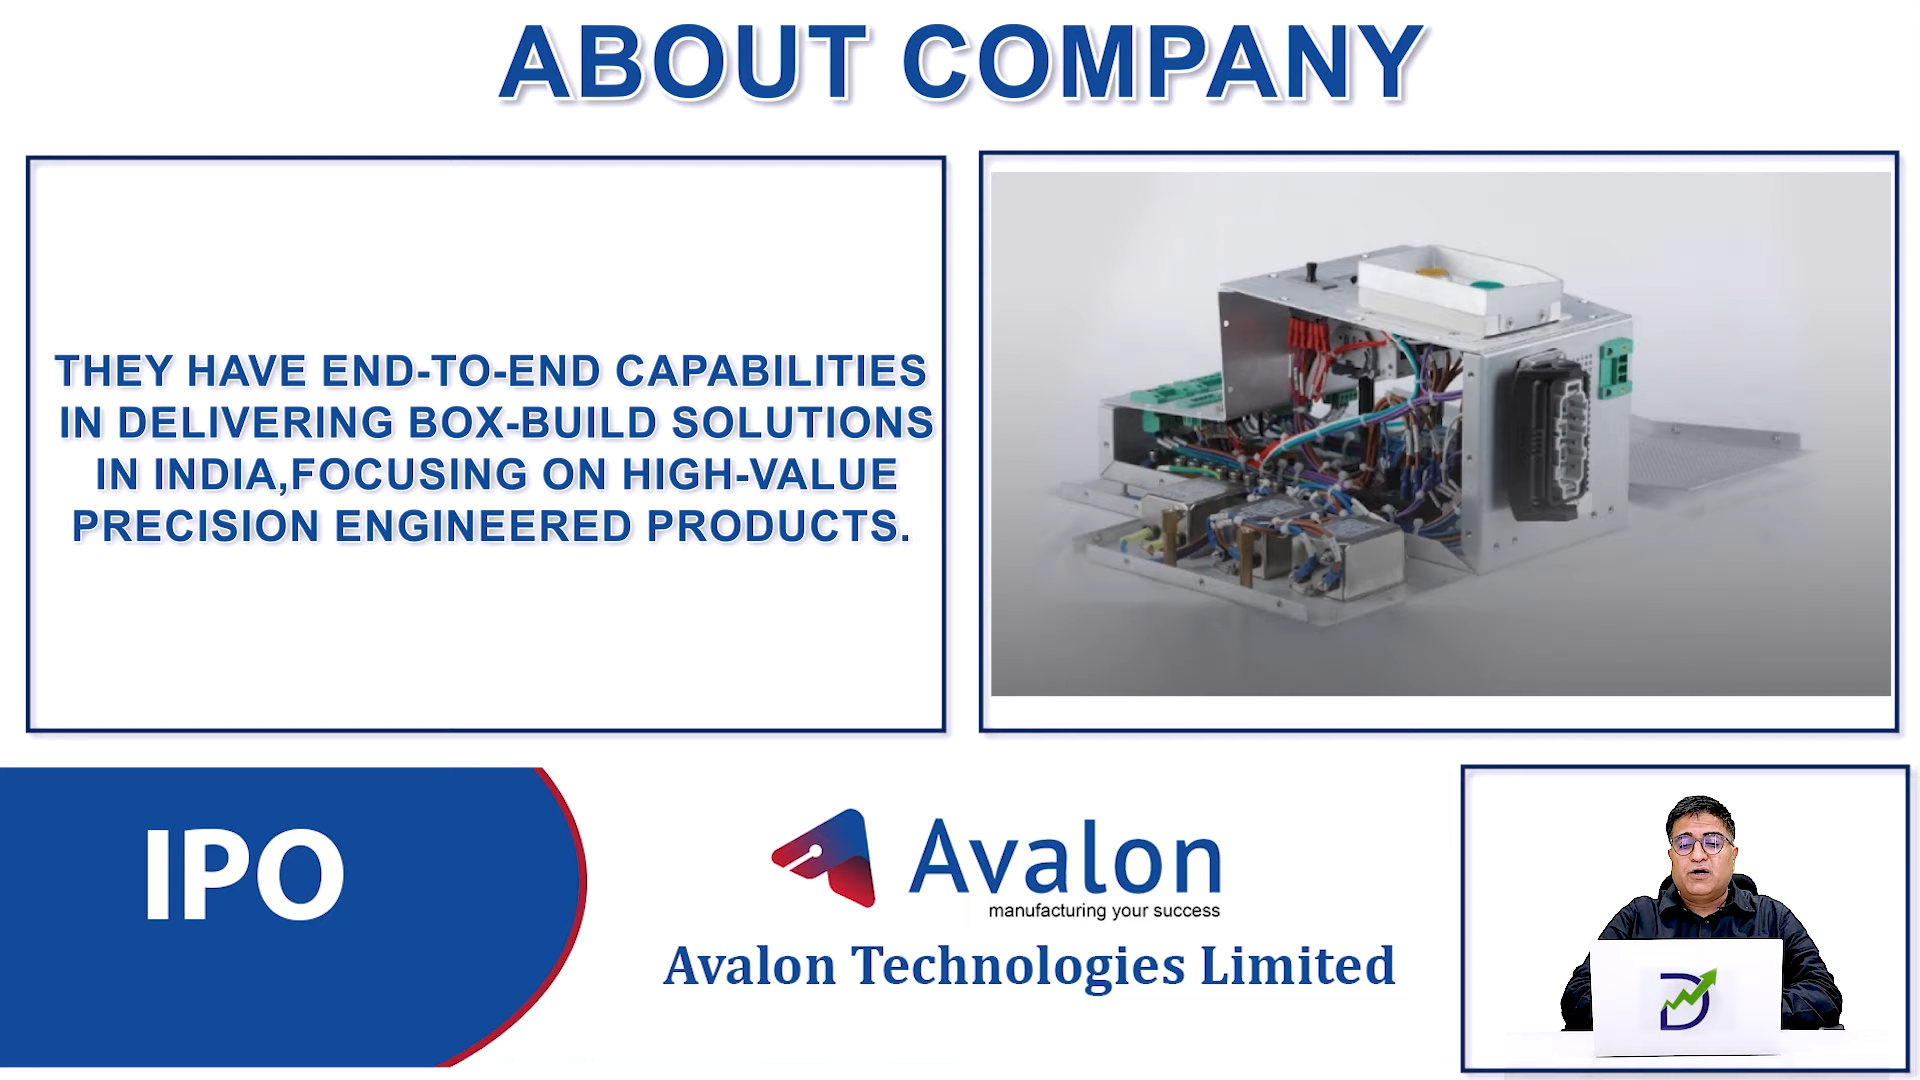 ABOUT COMPANY
THEY HAVE END-TO-END CAPABILITIES
IN DELIVERING BOX-BUILD SOLUTIONS
IN INDIA,FOCUSING ON HIGH-VALUE
PRECISION ENGINEERED PRODUCTS.
IPO
Avalon
manufacturing your success
Avalon Technologies Limited
D